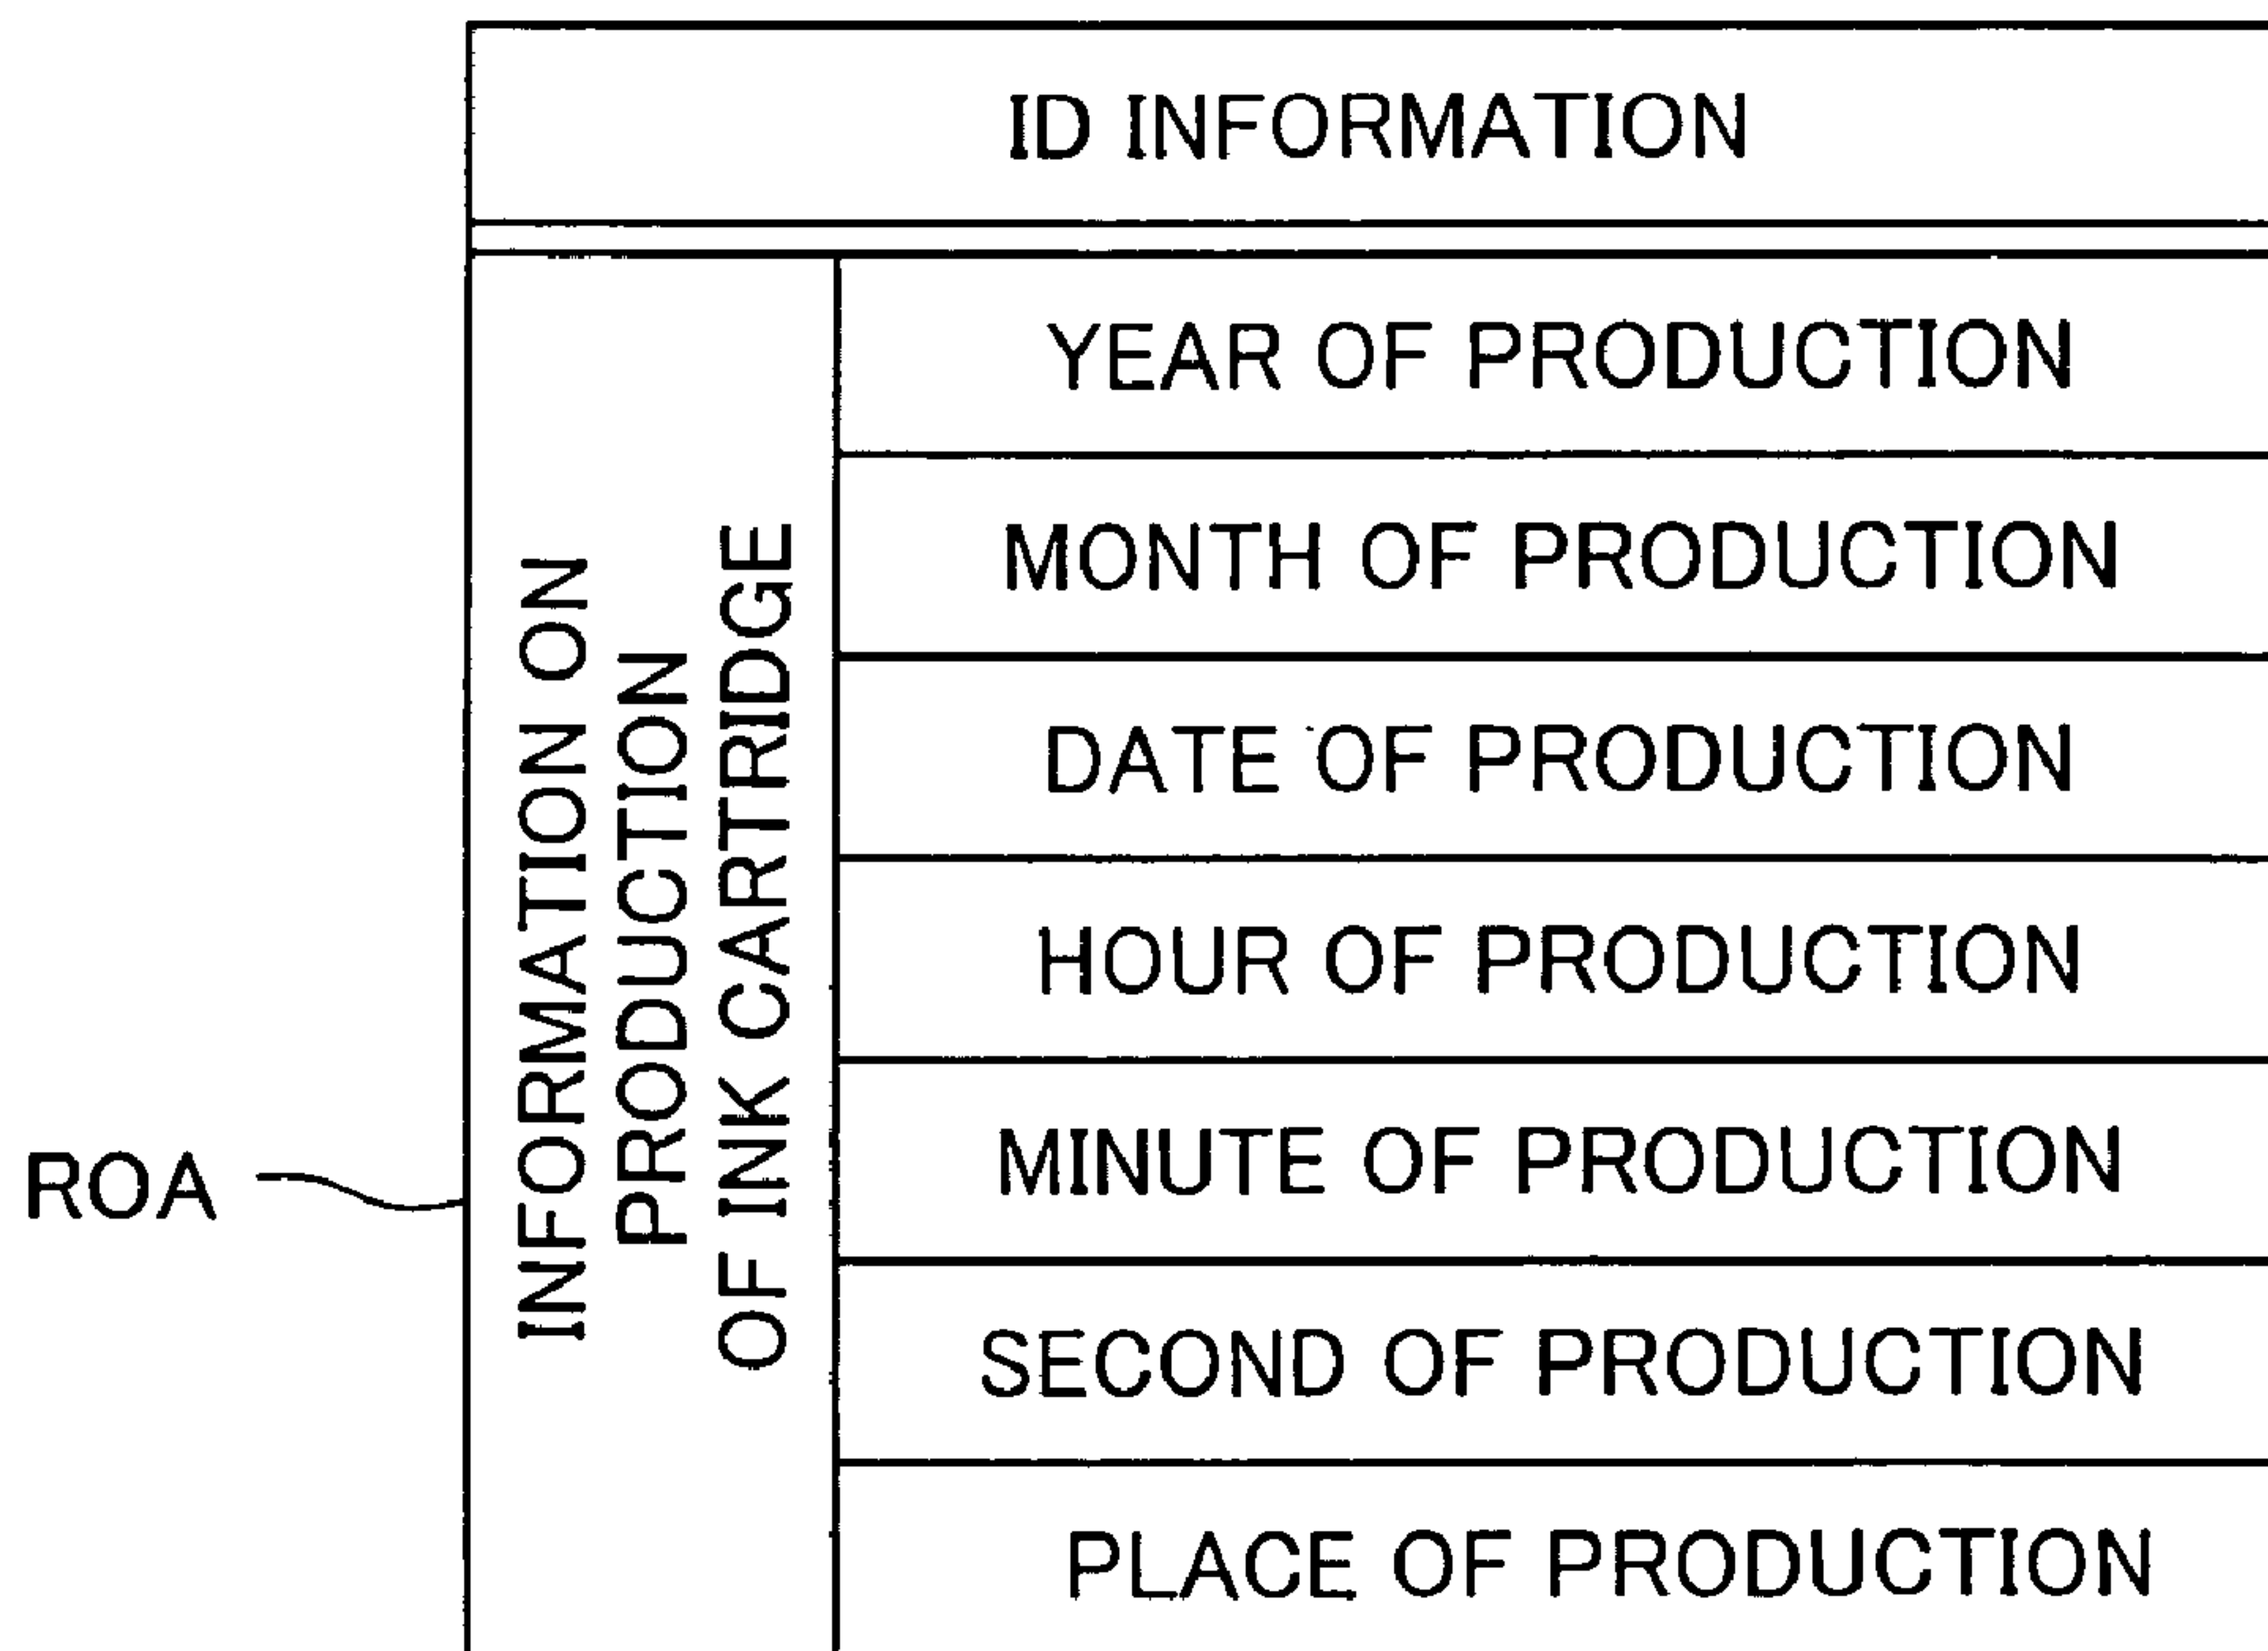 ID INFORMATION
INFORMATION ON
PRODUCTION
OF INK CARTRIDGE
YEAR OF PRODUCTION
MONTH OF PRODUCTION
DATE OF PRODUCTION
HOUR OF PRODUCTION
MINUTE OF PRODUCTION
SECOND OF PRODUCTION
PLACE OF PRODUCTION
ROA